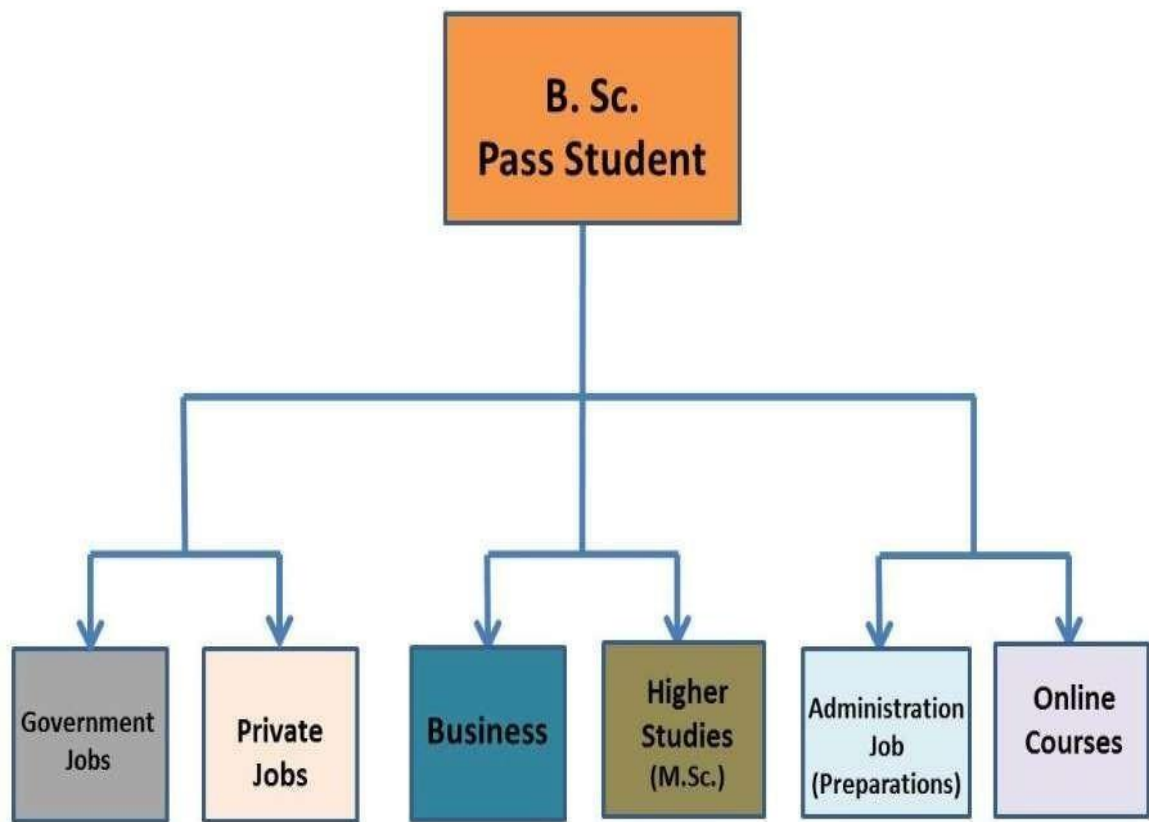 B. Sc.
Pass Student
Government
Jobs
Private
Jobs
Business
Higher
Studies
(M.Sc.)
Administration
Job
(Preparations)
Online
Courses